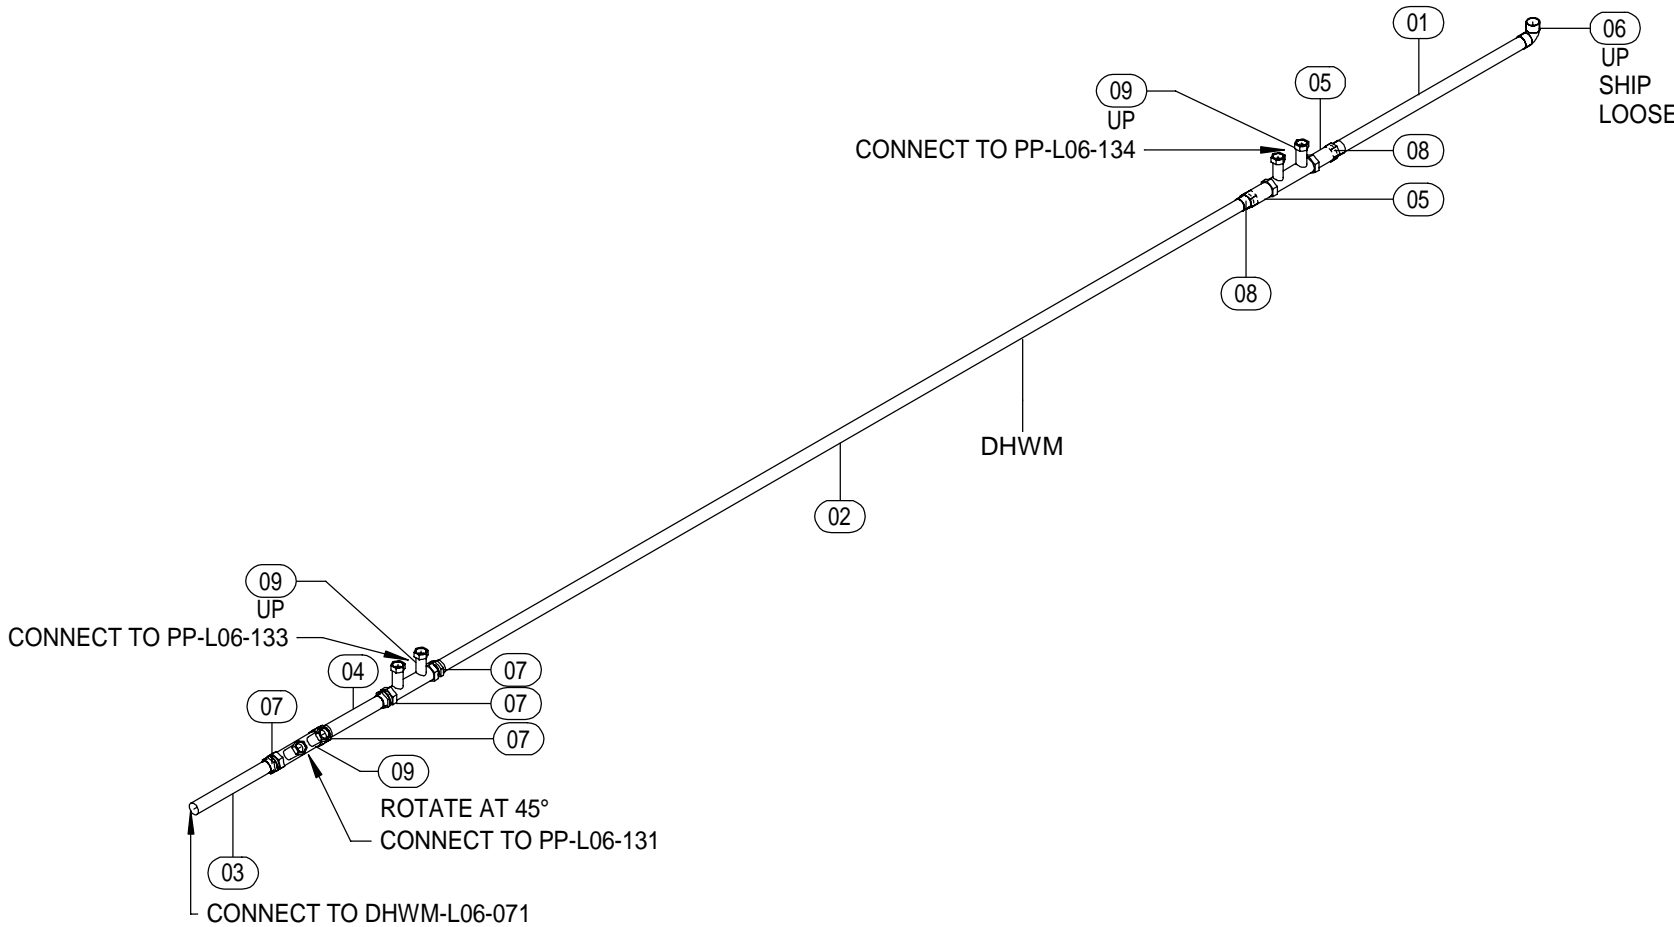 01
06
UP
SHIP
LOOSE
05
09
UP
CONNECT TO PP-L06-134
08
05
08
DHWM
02
09
UP
CONNECT TO PP-L06-133
04
07
07
07
07
09
ROTATE AT 45°
CONNECT TO PP-L06-131
03
CONNECT TO DHWM-L06-071